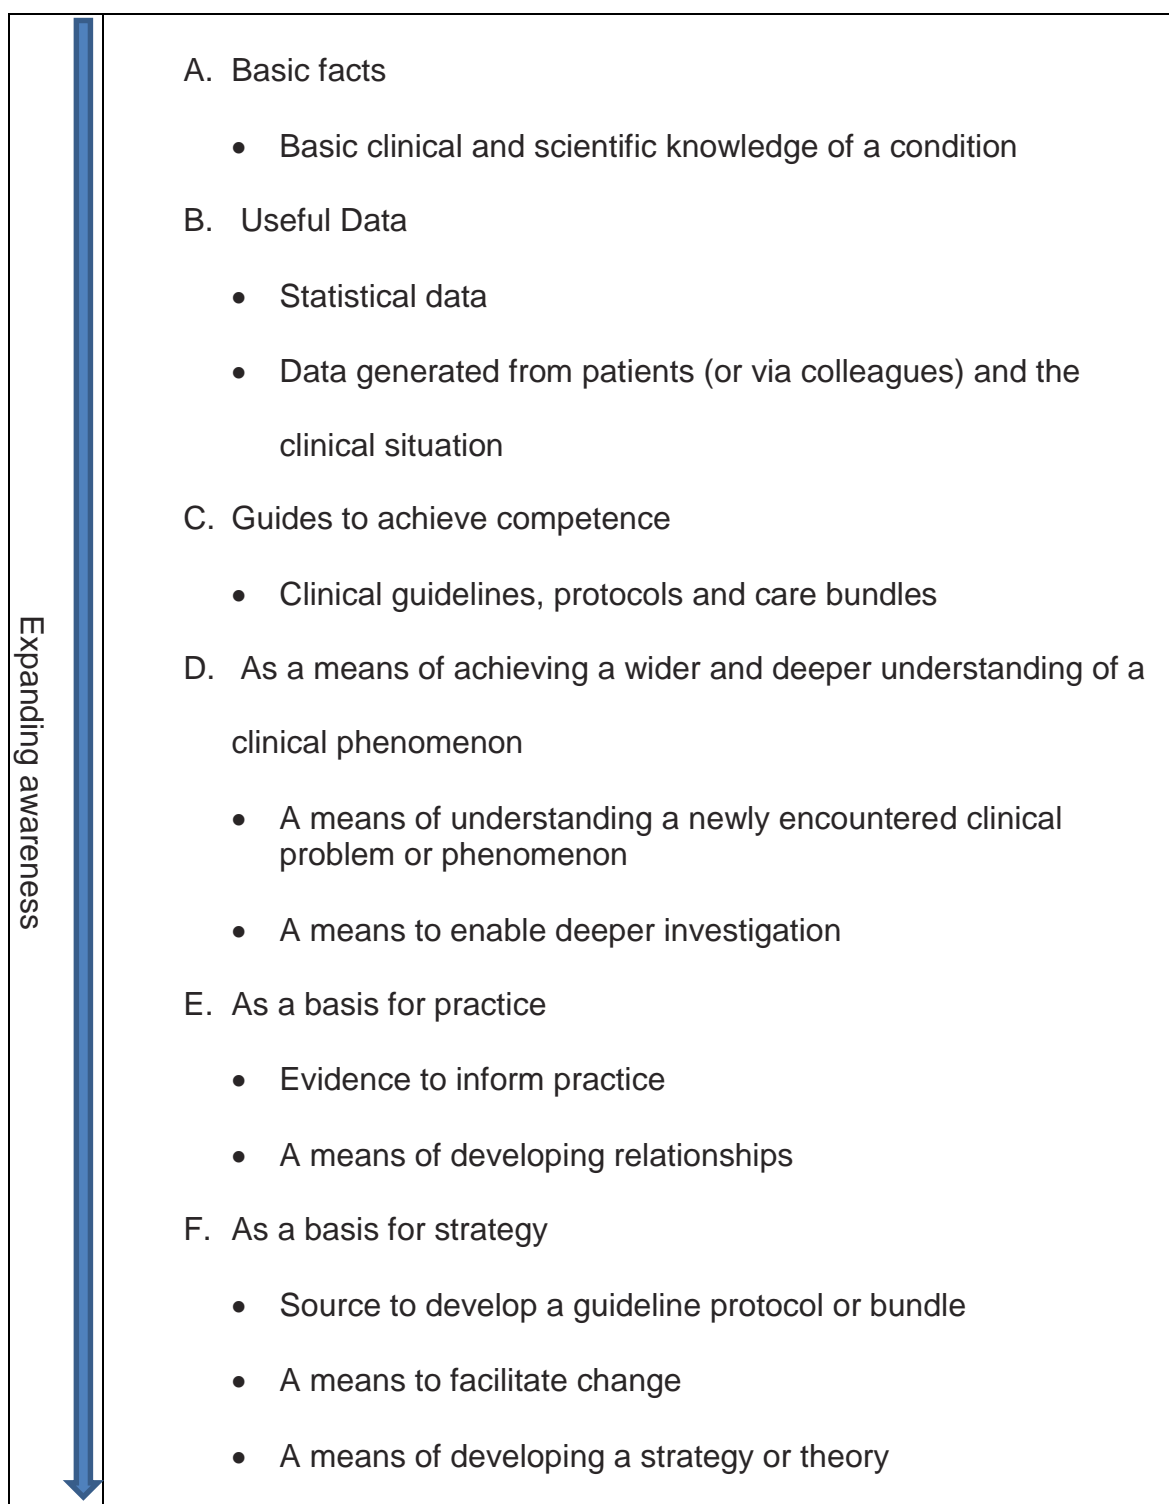 Expanding awareness
A. Basic facts
• Basic clinical and scientific knowledge of a condition
B. Useful Data
• Statistical data
• Data generated from patients (or via colleagues) and the
clinical situation
C. Guides to achieve competence
• Clinical guidelines, protocols and care bundles
D. As a means of achieving a wider and deeper understanding of a
clinical phenomenon
• A means of understanding a newly encountered clinical
problem or phenomenon
• A means to enable deeper investigation
E. As a basis for practice
• Evidence to inform practice
• A means of developing relationships
F. As a basis for strategy
• Source to develop a guideline protocol or bundle
• A means to facilitate change
• A means of developing a strategy or theory